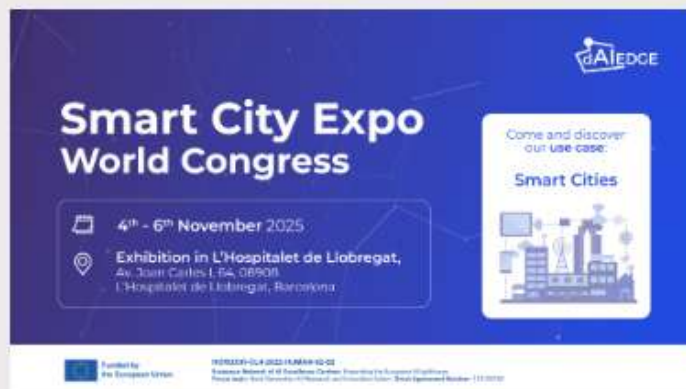 dAIEDGE
Smart City Expo
World Congress
4th - 6th November 2025
Exhibition in L'Hospitalet de Llobregat,
Av. Joan Carles I, 64, 08908
L'Hospitalet de Llobregat, Barcelona
Come and discover
our use case:
Smart Cities
Funded by
the European Union